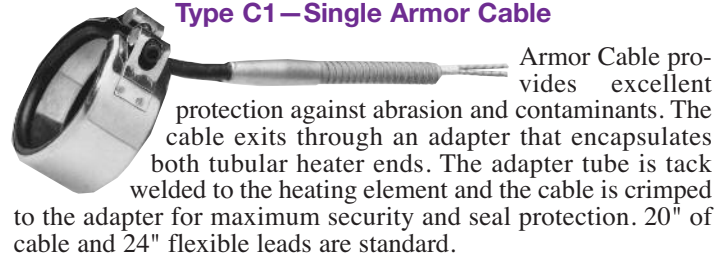 Type C1—Single Armor Cable
Armor Cable pro-
vides excellent
protection against abrasion and contaminants. The
cable exits through an adapter that encapsulates
both tubular heater ends. The adapter tube is tack
welded to the heating element and the cable is crimped
to the adapter for maximum security and seal protection. 20" of
cable and 24" flexible leads are standard.